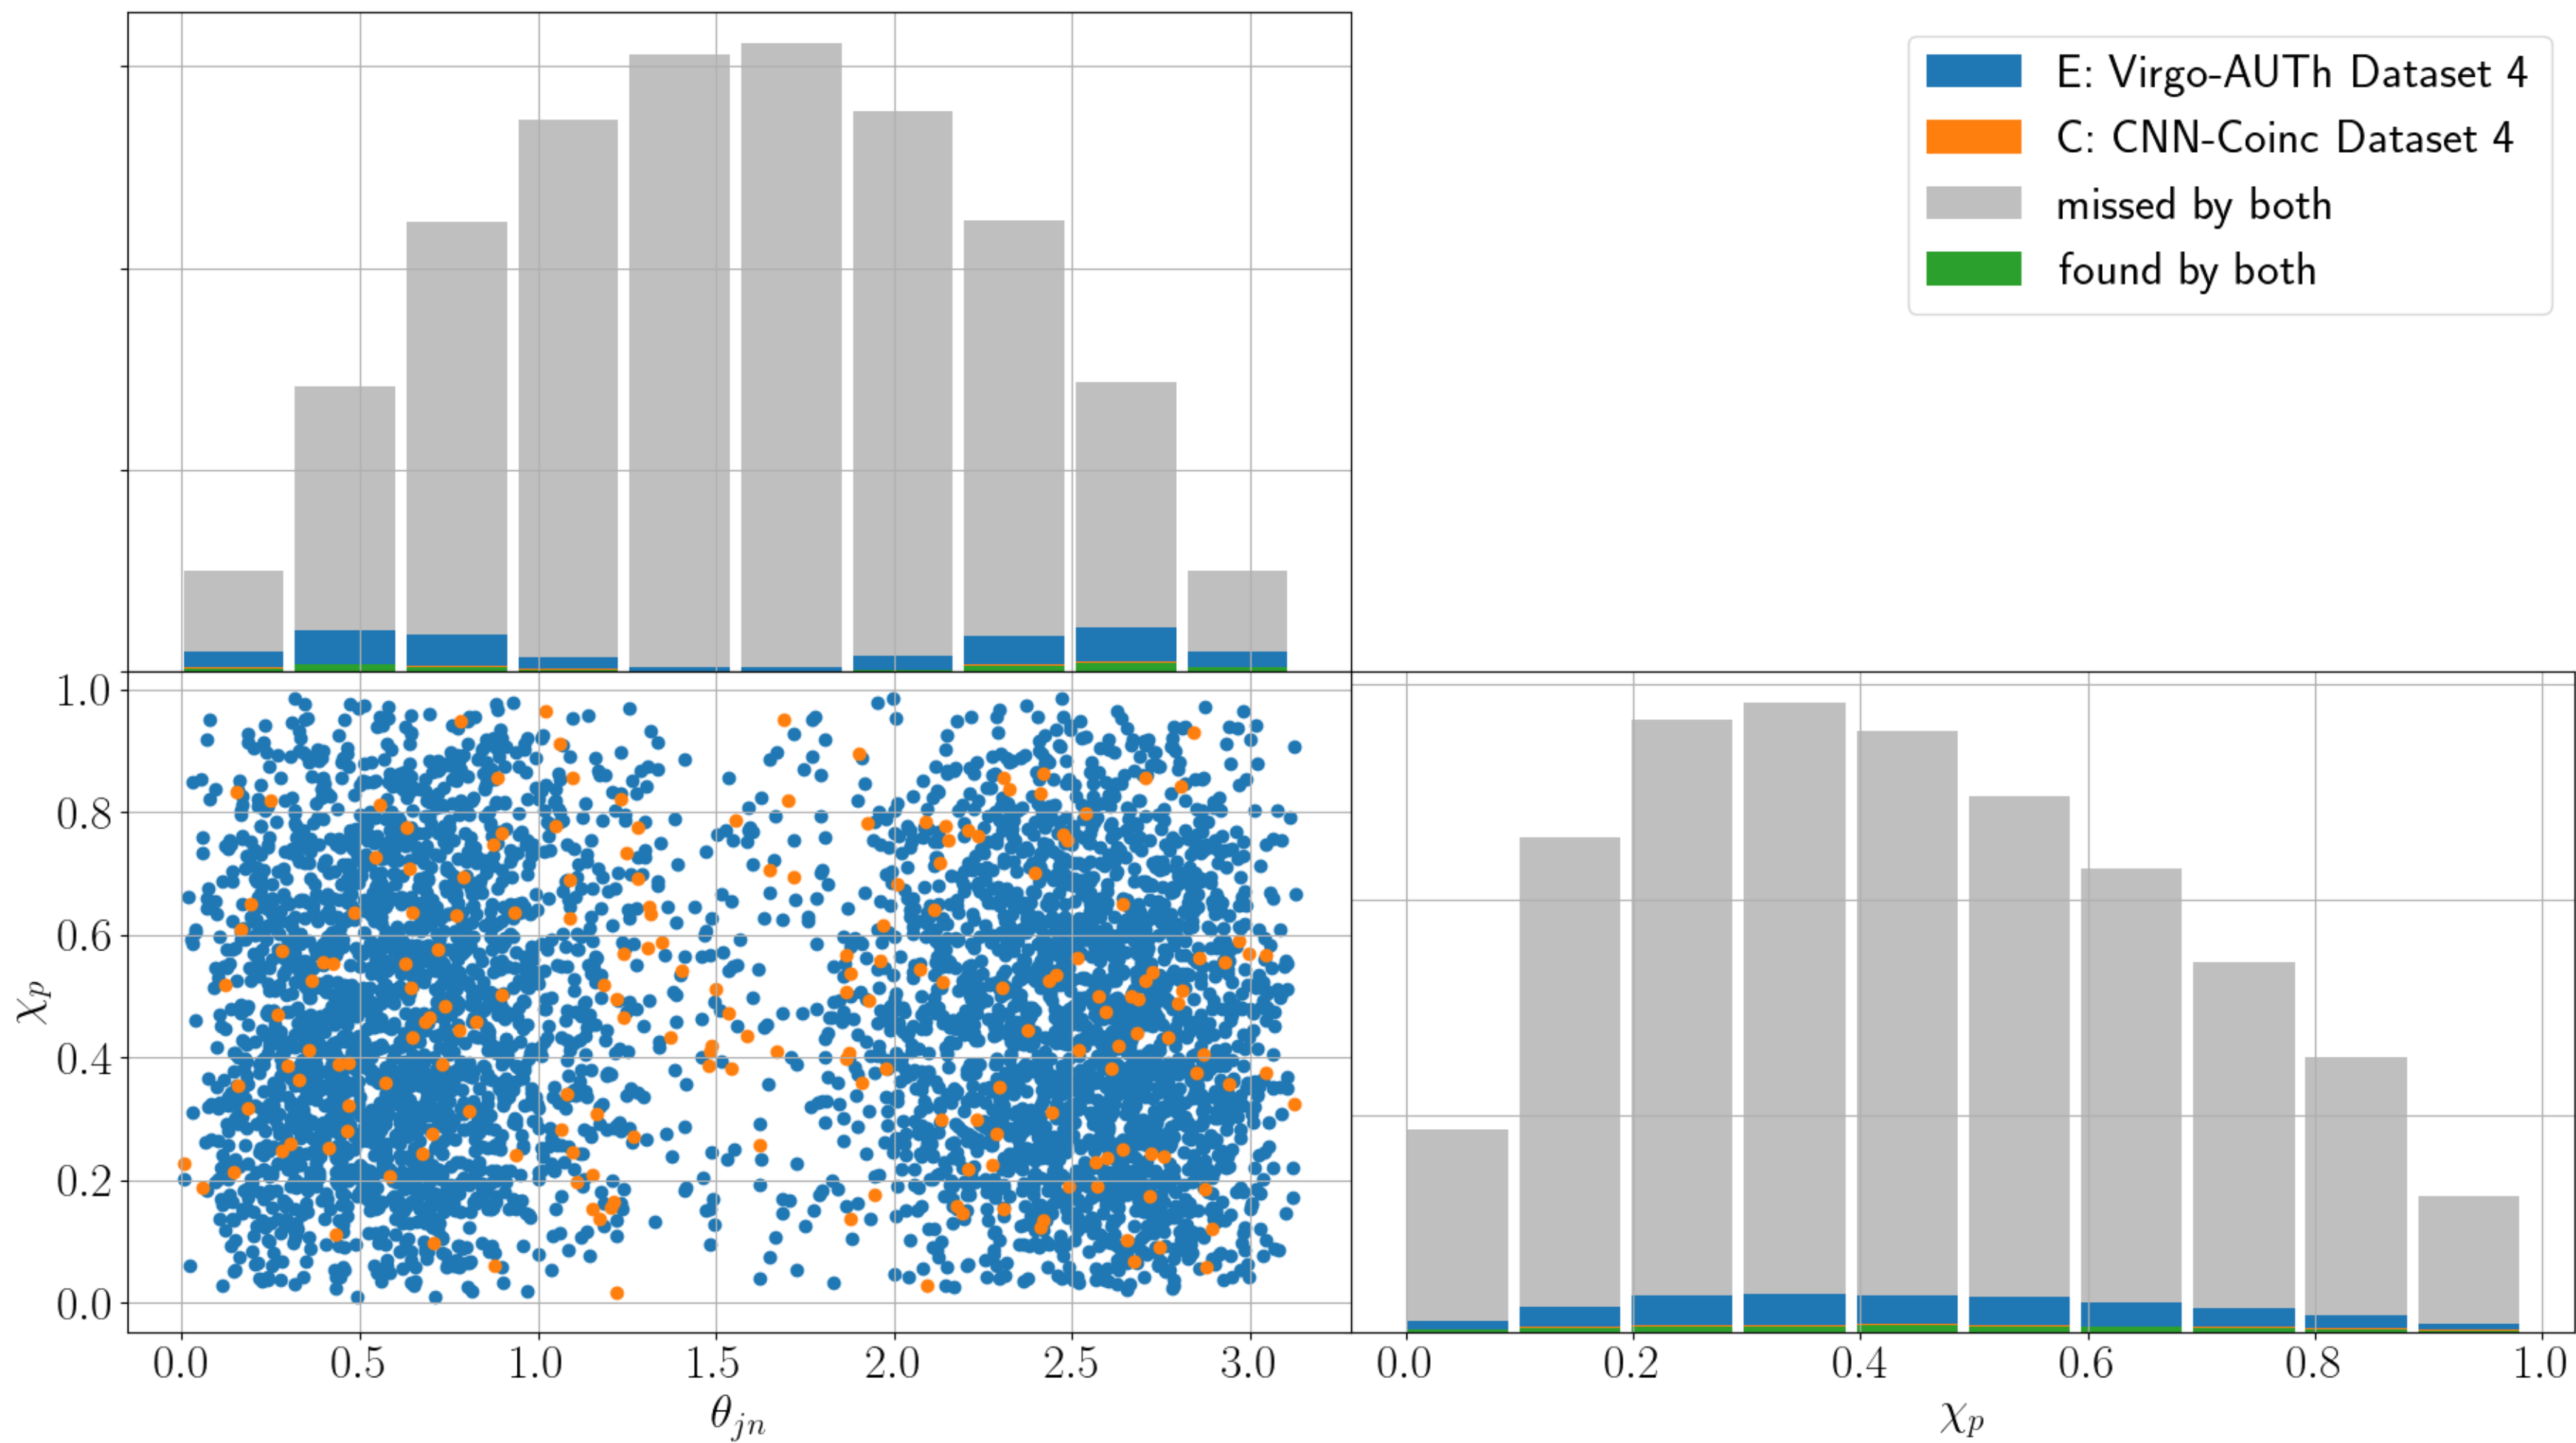 E: Virgo-AUTh Dataset 4
C: CNN-Coinc Dataset 4
missed by both
found by both
1.0
0.8
0.6
0.4
0.2
0.0
χp
0.0 0.5 1.0 1.5 2.0 2.5 3.0
θjn
0.0 0.2 0.4 0.6 0.8 1.0
χp